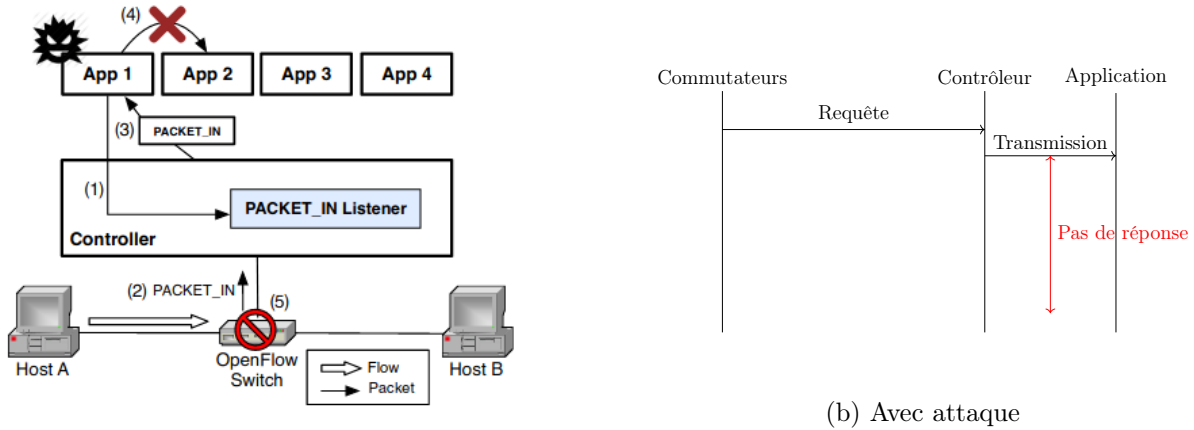 (4)
App 1
App 2
App 3
App 4
(3)
PACKET_IN
(1)
PACKET_IN Listener
Controller
(2) PACKET_IN
(5)
Host A
OpenFlow
Switch
Host B
Flow
Packet
Commutateurs
Contrôleur
Application
Requête
Transmission
Pas de réponse
(b) Avec attaque